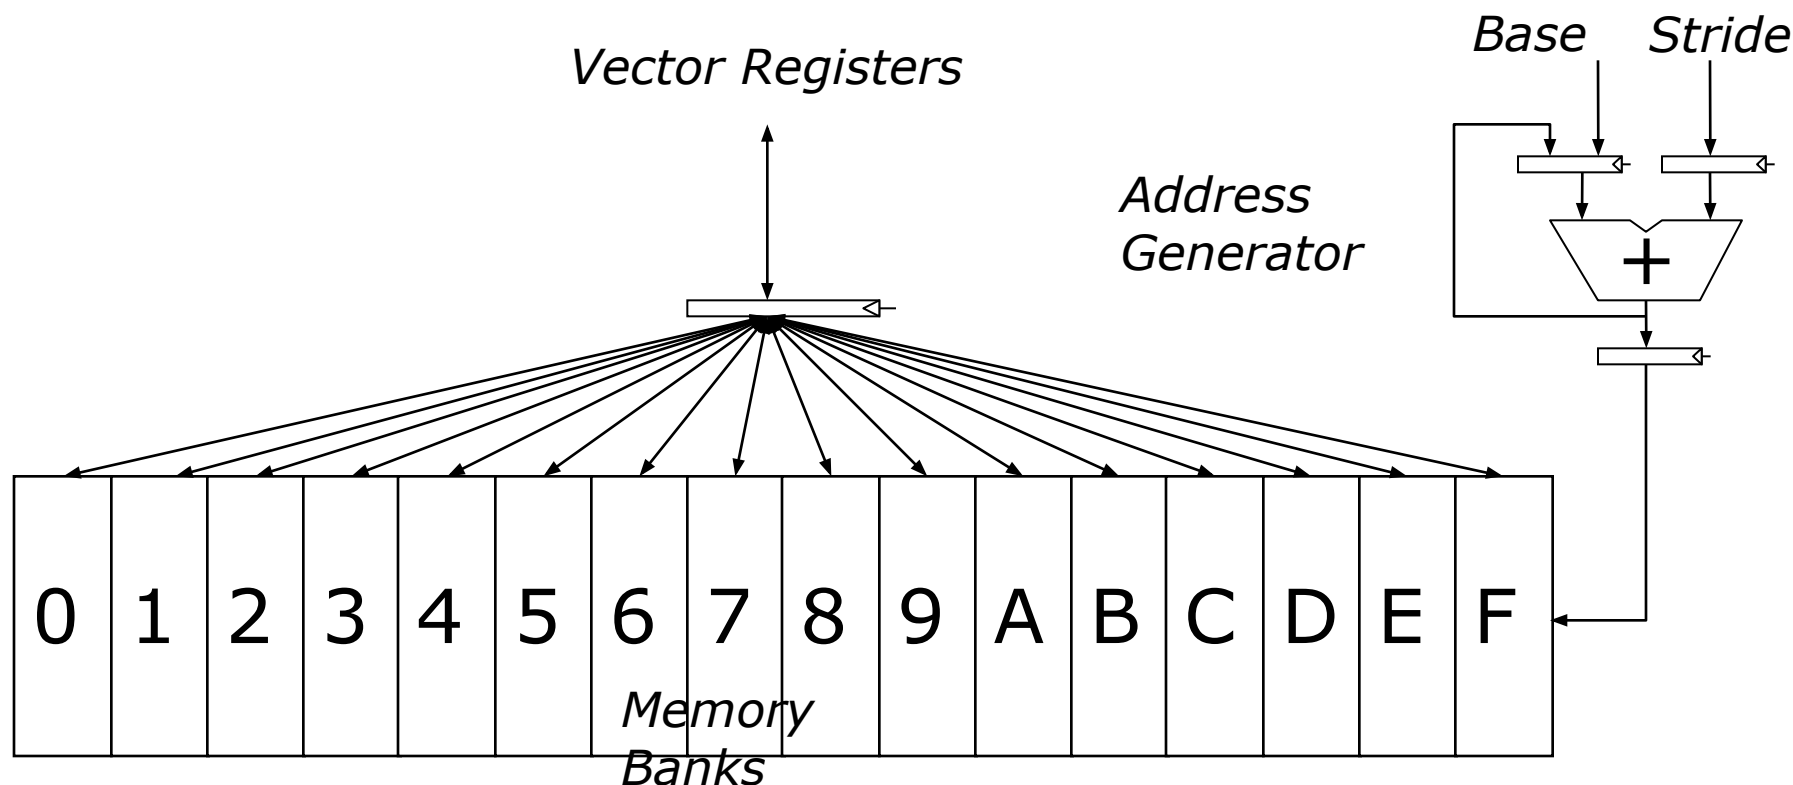 Base Stride
Vector Registers
Address
Generator
+
0 1 2 3 4 5 6 7 8 9 A B C D E F
Memory
Banks